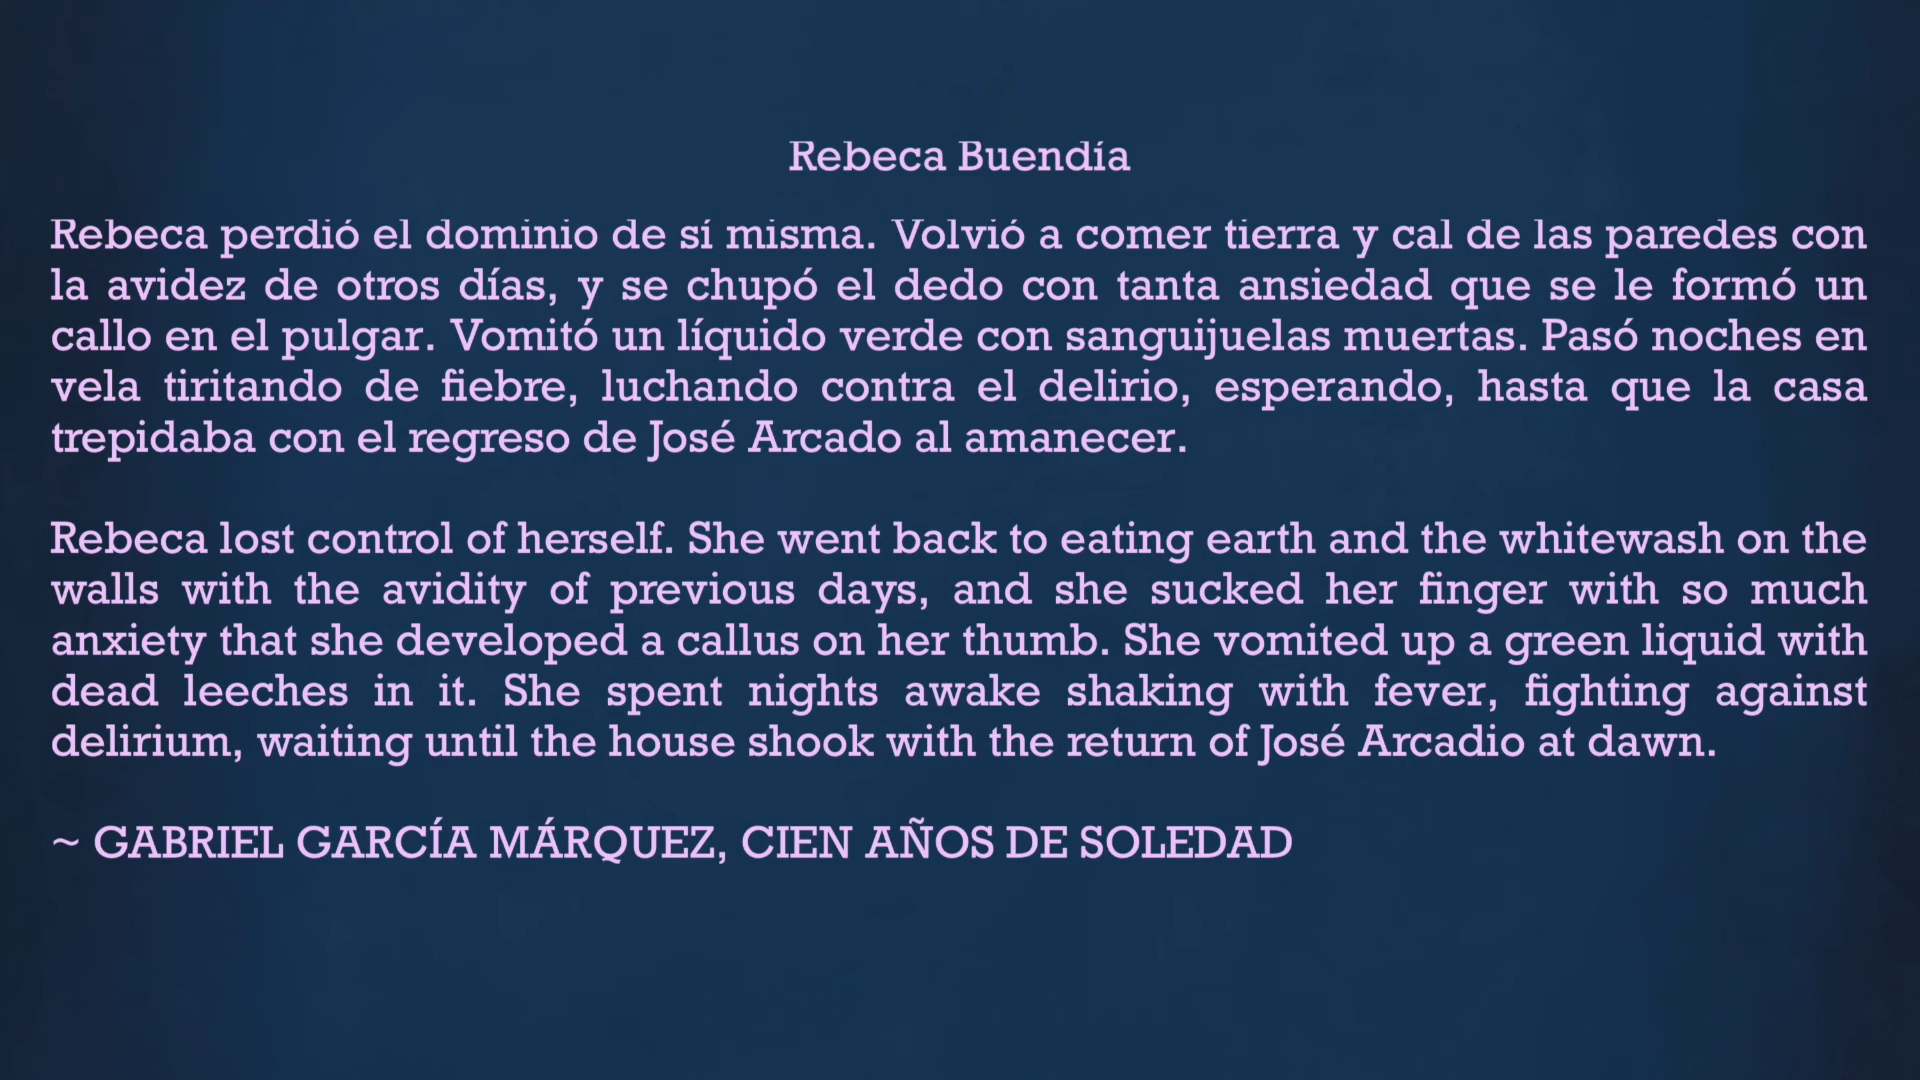 Rebeca Buendía
Rebeca perdió el dominio de sí misma. Volvió a comer tierra y cal de las paredes con
la avidez de otros días, y se chupó el dedo con tanta ansiedad que se le formó un
callo en el pulgar. Vomitó un líquido verde con sanguijuelas muertas. Pasó noches en
vela tiritando de fiebre, luchando contra el delirio, esperando, hasta que la casa
trepidaba con el regreso de José Arcado al amanecer.
Rebeca lost control of herself. She went back to eating earth and the whitewash on the
walls with the avidity of previous days, and she sucked her finger with so much
anxiety that she developed a callus on her thumb. She vomited up a green liquid with
dead leeches in it. She spent nights awake shaking with fever, fighting against
delirium, waiting until the house shook with the return of José Arcadio at dawn.
~ GABRIEL GARCÍA MÁRQUEZ, CIEN AÑOS DE SOLEDAD